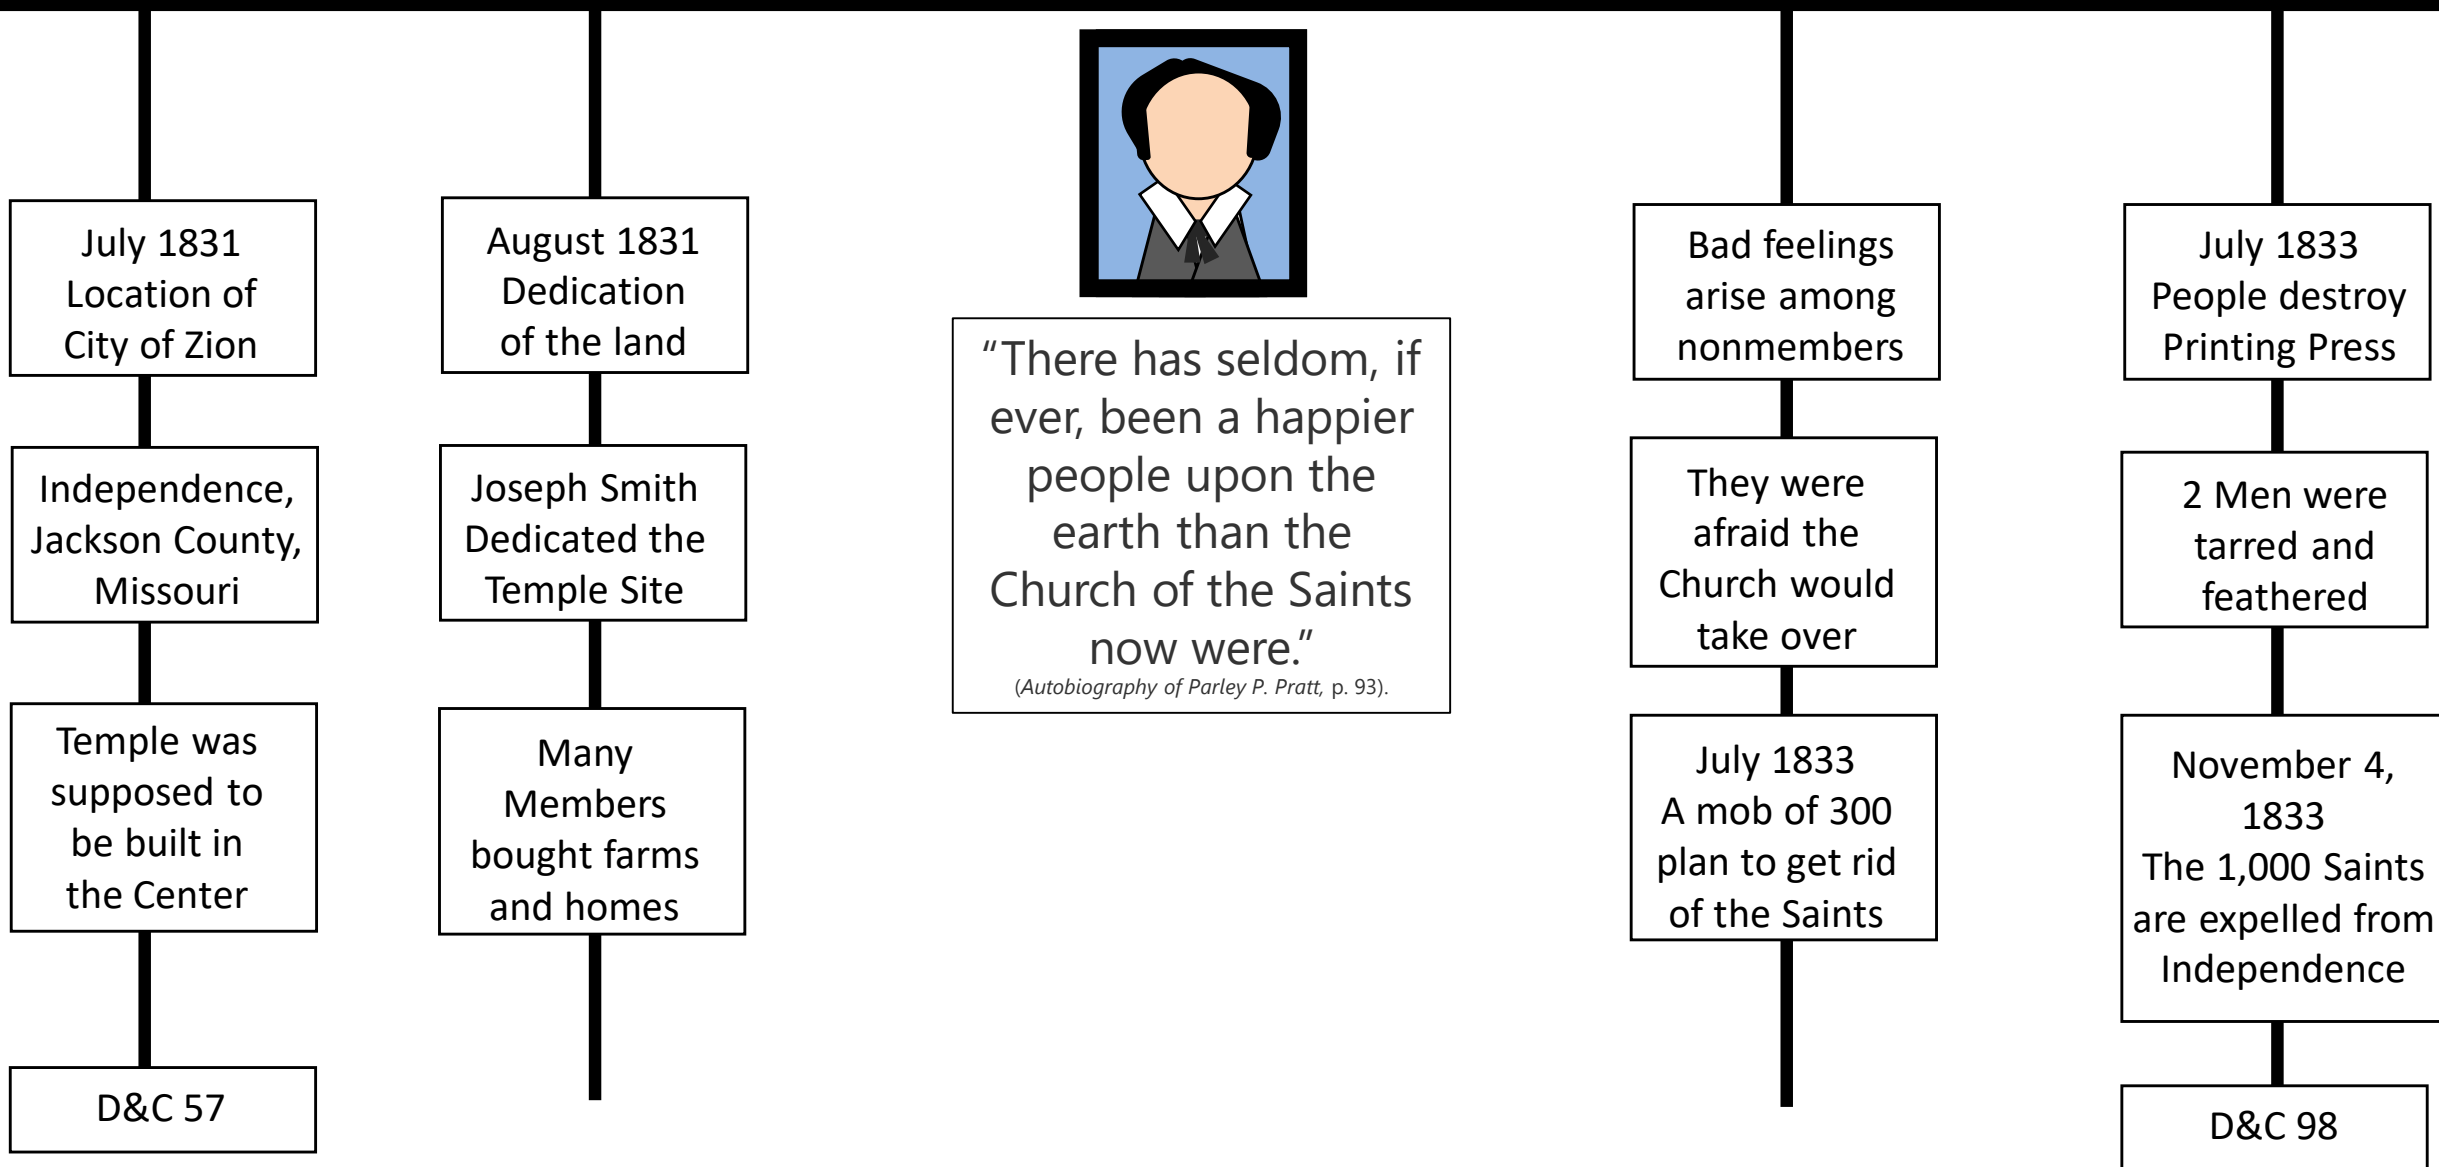 July 1831
Location of
City of Zion
Independence,
Jackson County,
Missouri
Temple was
supposed to
be built in
the Center
D&C 57
August 1831
Dedication
of the land
Joseph Smith
Dedicated the
Temple Site
Many
Members
bought farms
and homes
“There has seldom, if
ever, been a happier
people upon the
earth than the
Church of the Saints
now were.”
(Autobiography of Parley P. Pratt, p. 93).
Bad feelings
arise among
nonmembers
They were
afraid the
Church would
take over
July 1833
A mob of 300
plan to get rid
of the Saints
July 1833
People destroy
Printing Press
2 Men were
tarred and
feathered
November 4,
1833
The 1,000 Saints
are expelled from
Independence
D&C 98